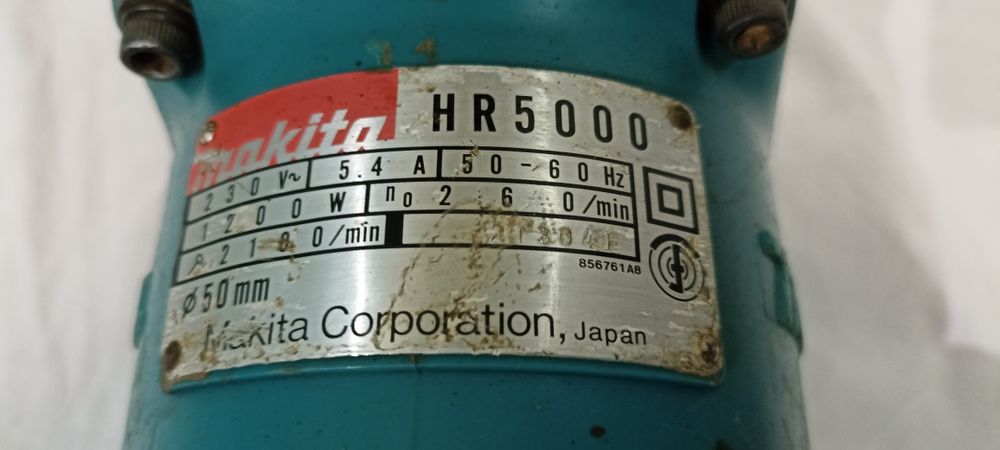 makita HR5000
230V~ 5.4A 50-60Hz
1200W n₀ 260/min
2180/min
856761A8
ø50mm
Makita Corporation, Japan